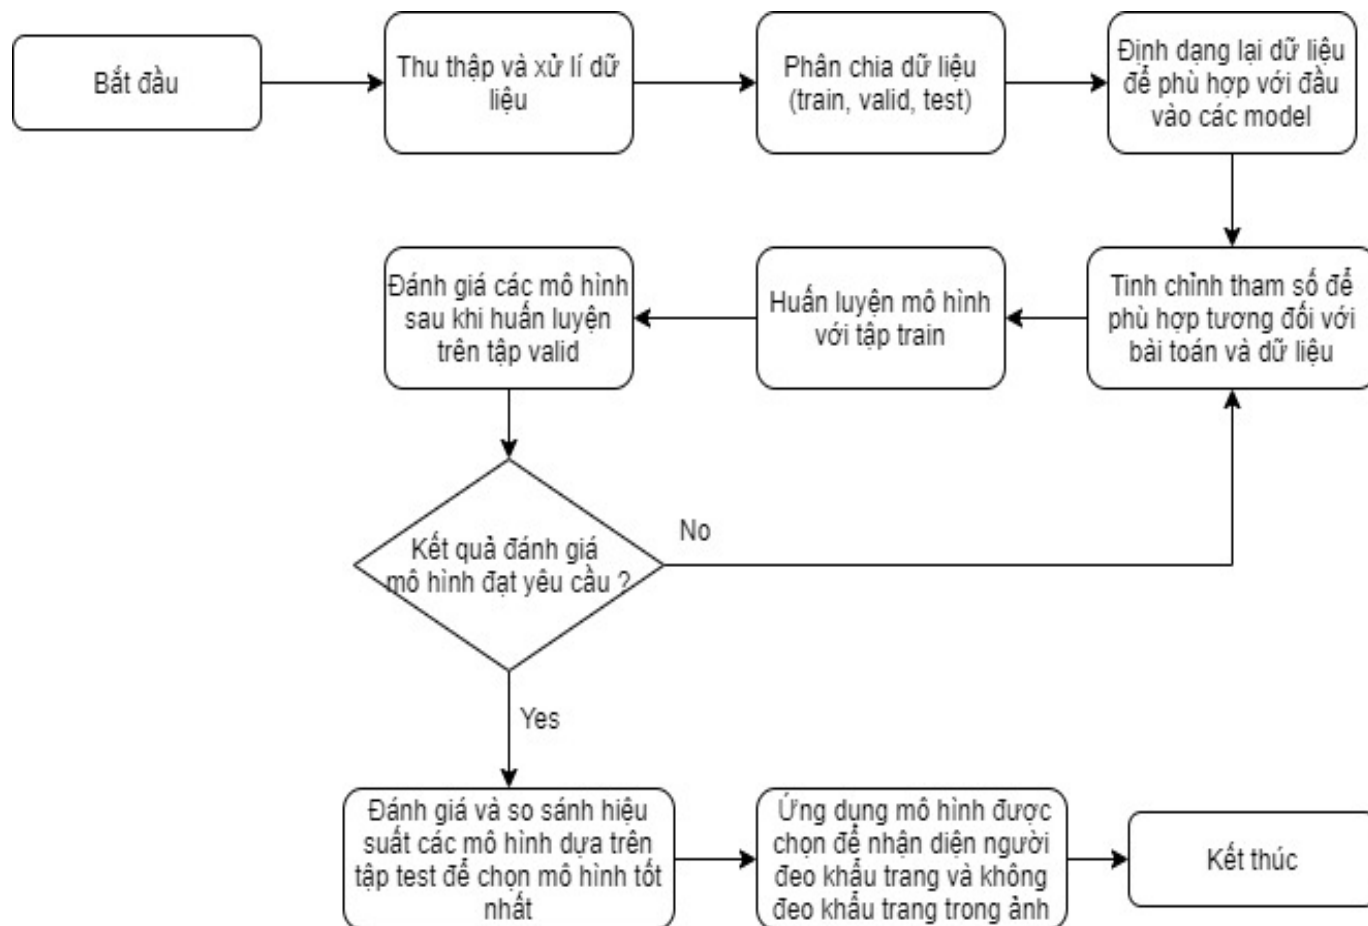 Bắt đầu
Thu thập và xử lí dữ
liệu
Phân chia dữ liệu
(train, valid, test)
Định dạng lại dữ liệu
để phù hợp với đầu
vào các model
Tinh chỉnh tham số để
phù hợp tương đối với
bài toán và dữ liệu
Huấn luyện mô hình
với tập train
Đánh giá các mô hình
sau khi huấn luyện
trên tập valid
Kết quả đánh giá
mô hình đạt yêu cầu ?
No
Yes
Đánh giá và so sánh hiệu
suất các mô hình dựa trên
tập test để chọn mô hình tốt
nhất
Ứng dụng mô hình được
chọn để nhận diện người
đeo khẩu trang và không
đeo khẩu trang trong ảnh
Kết thúc